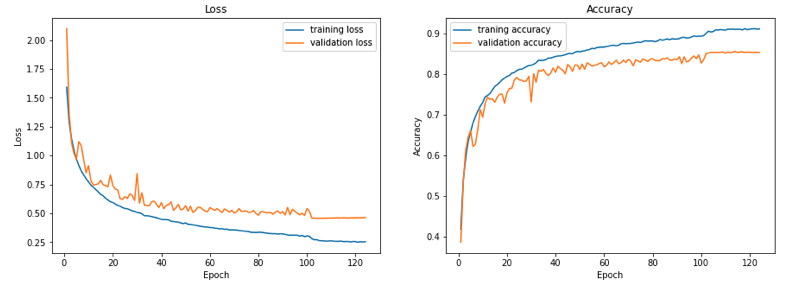 Loss
training loss
validation loss
2.00
1.75
1.50
1.25
1.00
0.75
0.50
0.25
Loss
0 20 40 60 80 100 120
Epoch
Accuracy
traning accuracy
validation accuracy
0.9
0.8
0.7
0.6
0.5
0.4
Accuracy
0 20 40 60 80 100 120
Epoch